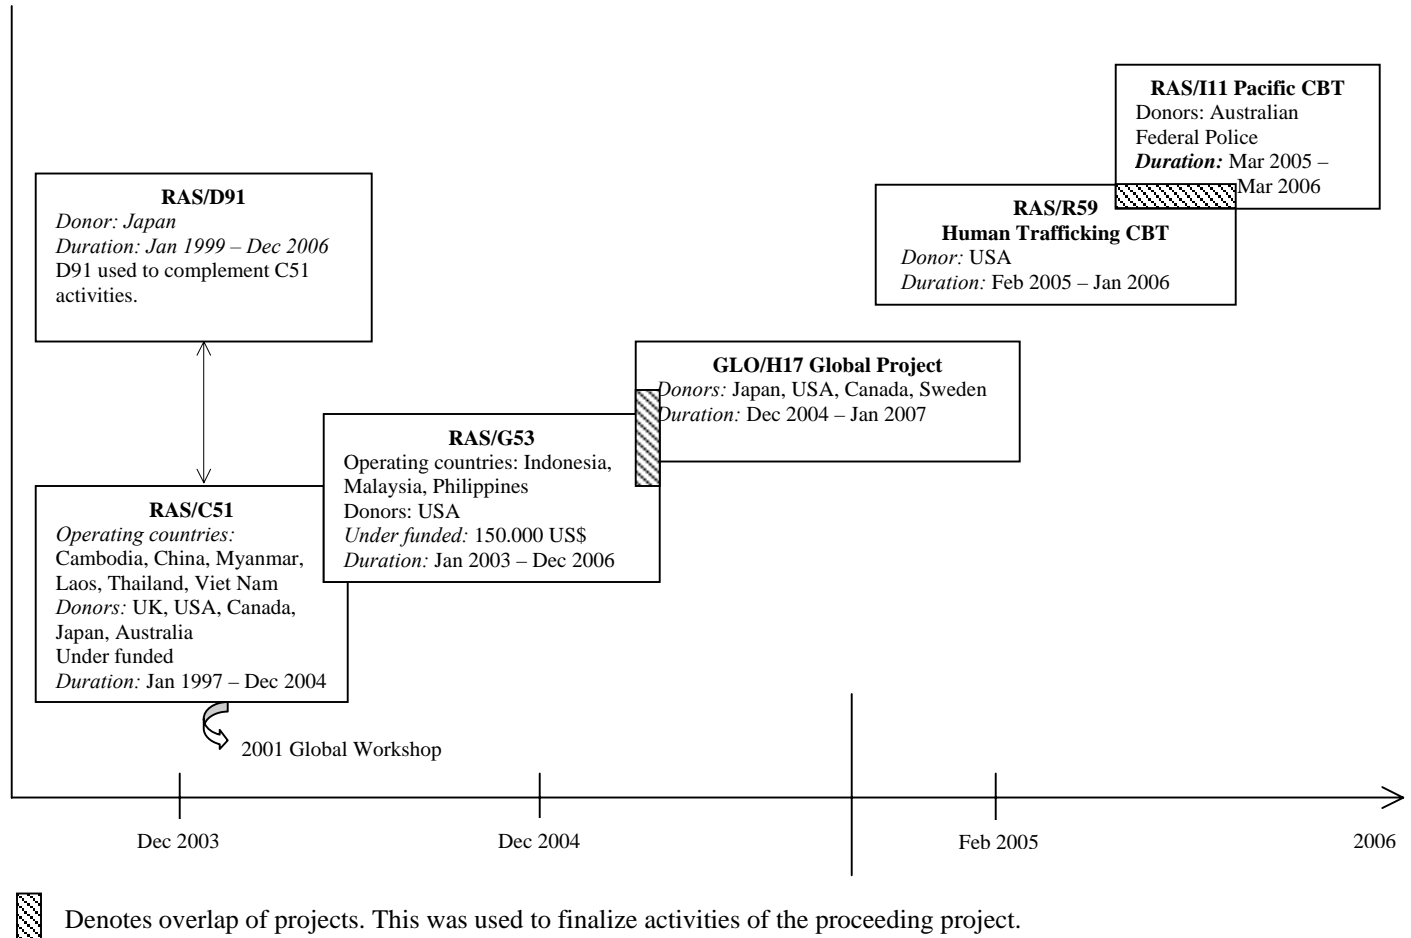 RAS/I11 Pacific CBT
Donors: Australian
Federal Police
Duration: Mar 2005 –
Mar 2006
RAS/D91
Donor: Japan
Duration: Jan 1999 – Dec 2006
D91 used to complement C51
activities.
RAS/R59
Human Trafficking CBT
Donor: USA
Duration: Feb 2005 – Jan 2006
GLO/H17 Global Project
Donors: Japan, USA, Canada, Sweden
Duration: Dec 2004 – Jan 2007
RAS/G53
Operating countries: Indonesia,
Malaysia, Philippines
Donors: USA
Under funded: 150.000 US$
Duration: Jan 2003 – Dec 2006
RAS/C51
Operating countries:
Cambodia, China, Myanmar,
Laos, Thailand, Viet Nam
Donors: UK, USA, Canada,
Japan, Australia
Under funded
Duration: Jan 1997 – Dec 2004
2001 Global Workshop
Dec 2003
Dec 2004
Feb 2005
2006
Denotes overlap of projects. This was used to finalize activities of the proceeding project.